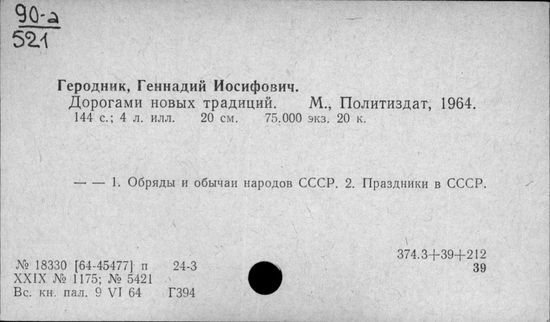 90-а
521
Геродник, Геннадий Иосифович.
Дорогами новых традиций. М., Политиздат, 1964.
144 с.; 4 л. илл. 20 см. 75.000 экз. 20 к.
— — 1. Обряды и обычаи народов СССР. 2. Праздники в СССР.
374.3+39+212
39
№ 18330 [64-45477] п 24-3
XXIX № 1175; № 5421
Вс. кн. пал. 9 VI 64 Г394